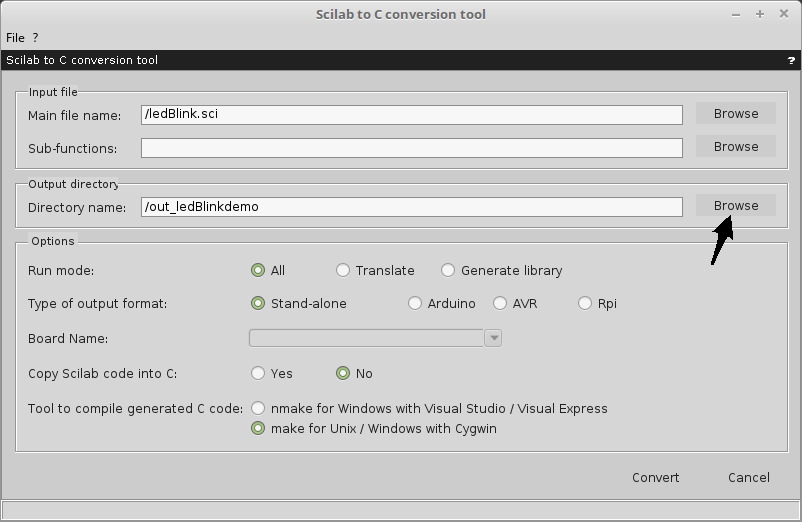 Scilab to C conversion tool
File ?
Scilab to C conversion tool ?
Input file
Main file name: /ledBlink.sci Browse
Sub-functions: Browse
Output directory
Directory name: /out_ledBlinkdemo Browse
Options
Run mode: All Translate Generate library
Type of output format: Stand-alone Arduino AVR Rpi
Board Name:
Copy Scilab code into C: Yes No
Tool to compile generated C code: nmake for Windows with Visual Studio / Visual Express
make for Unix / Windows with Cygwin
Convert Cancel